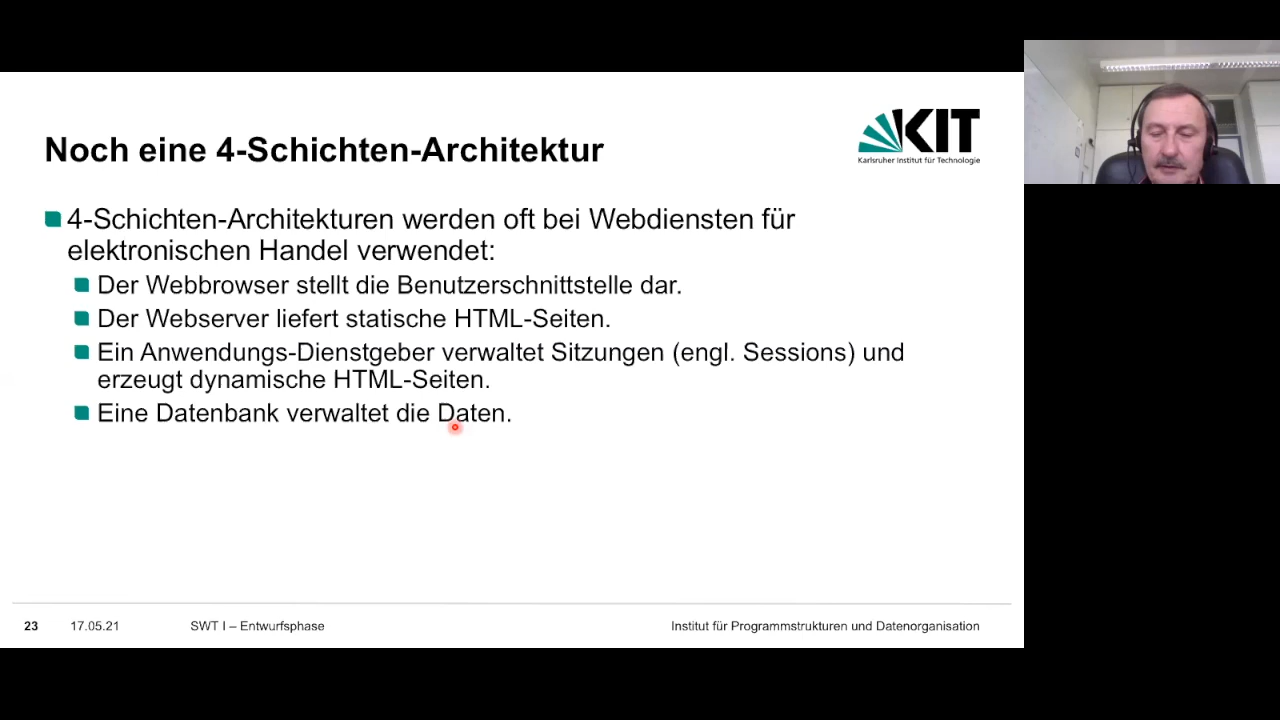 Noch eine 4-Schichten-Architektur
KIT
Karlsruher Institut für Technologie
4-Schichten-Architekturen werden oft bei Webdiensten für
elektronischen Handel verwendet:
Der Webbrowser stellt die Benutzerschnittstelle dar.
Der Webserver liefert statische HTML-Seiten.
Ein Anwendungs-Dienstgeber verwaltet Sitzungen (engl. Sessions) und
erzeugt dynamische HTML-Seiten.
Eine Datenbank verwaltet die Daten.
23 17.05.21 SWT I – Entwurfsphase Institut für Programmstrukturen und Datenorganisation